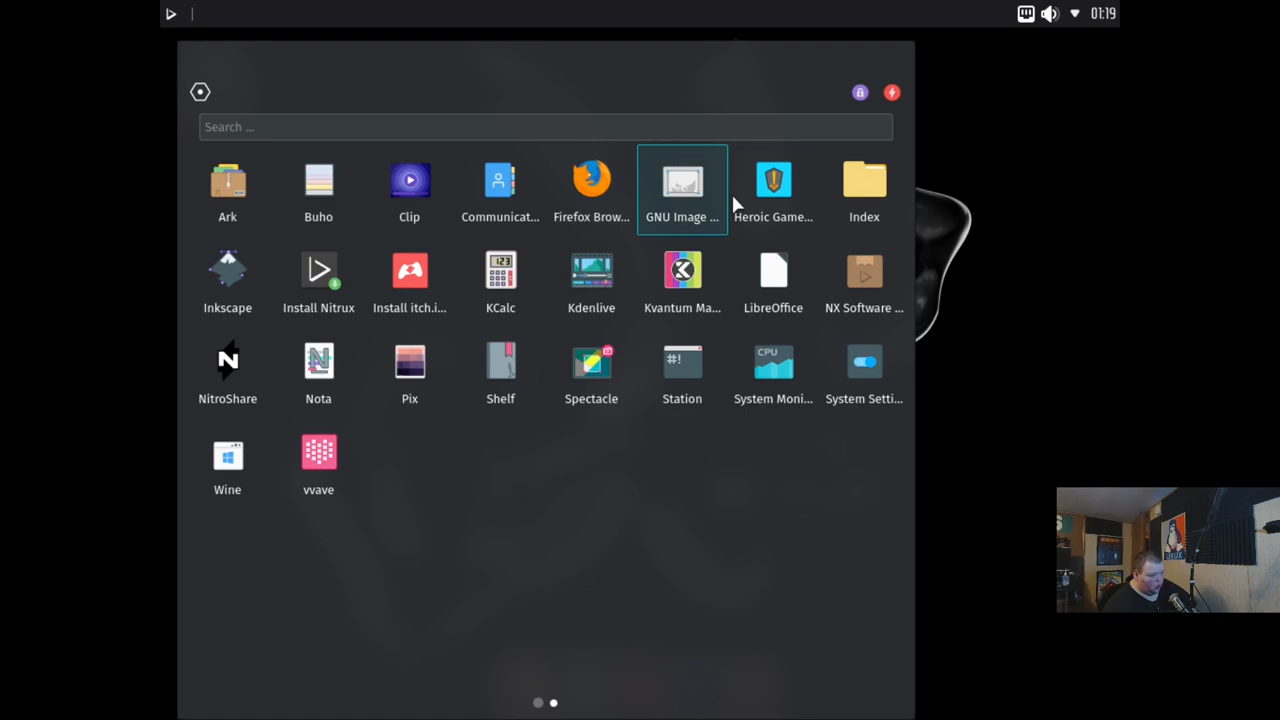 01:19
Search ...
Ark
Buho
Clip
Communicat...
Firefox Brow...
GNU Image ...
Heroic Game...
Index
123
Inkscape
Install Nitrux
Install itch.i...
KCalc
Kdenlive
Kvantum Ma...
LibreOffice
NX Software ...
#!
CPU
NitroShare
Nota
Pix
Shelf
Spectacle
Station
System Moni...
System Setti...
Wine
vvave